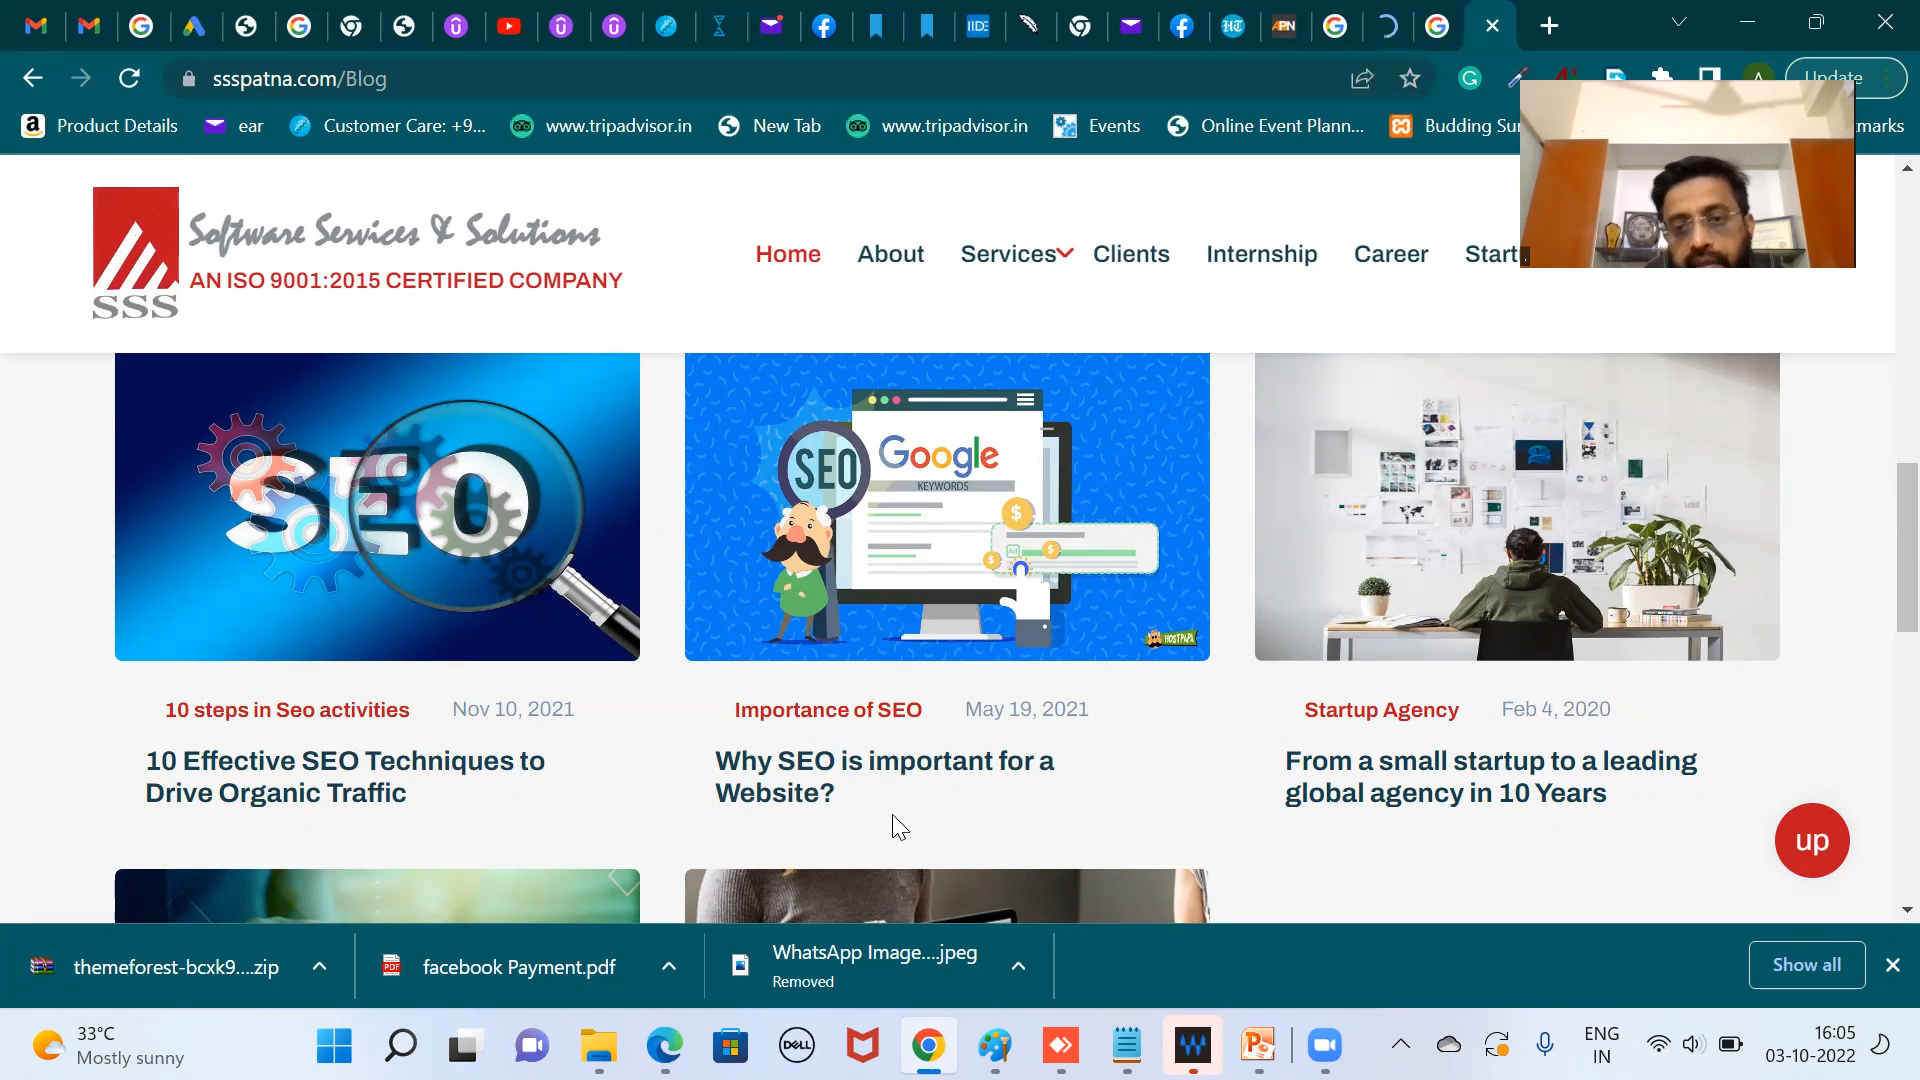 ssspatna.com/Blog
Update
Product Details
ear
Customer Care: +9...
www.tripadvisor.in
New Tab
www.tripadvisor.in
Events
Online Event Plann...
Budding Su
marks
Software Services & Solutions
AN ISO 9001:2015 CERTIFIED COMPANY
SSS
Home
About
Services
Clients
Internship
Career
Start
SEO
SEO
Google
KEYWORDS
Ad
HOSTPAPA
10 steps in Seo activities
Nov 10, 2021
10 Effective SEO Techniques to
Drive Organic Traffic
Importance of SEO
May 19, 2021
Why SEO is important for a
Website?
Startup Agency
Feb 4, 2020
From a small startup to a leading
global agency in 10 Years
up
themeforest-bcxk9....zip
facebook Payment.pdf
WhatsApp Image....jpeg
Removed
Show all
33°C
Mostly sunny
DELL
ENG
IN
16:05
03-10-2022